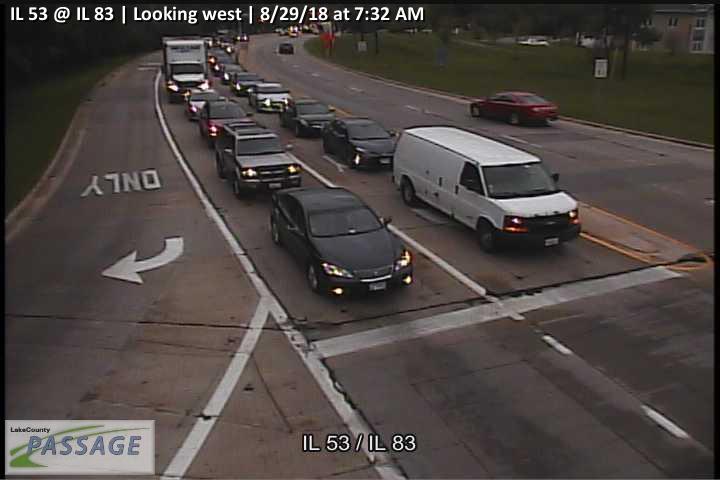 IL 53 @ IL 83 | Looking west | 8/29/18 at 7:32 AM
ONLY
LakeCounty
PASSAGE
IL 53 / IL 83